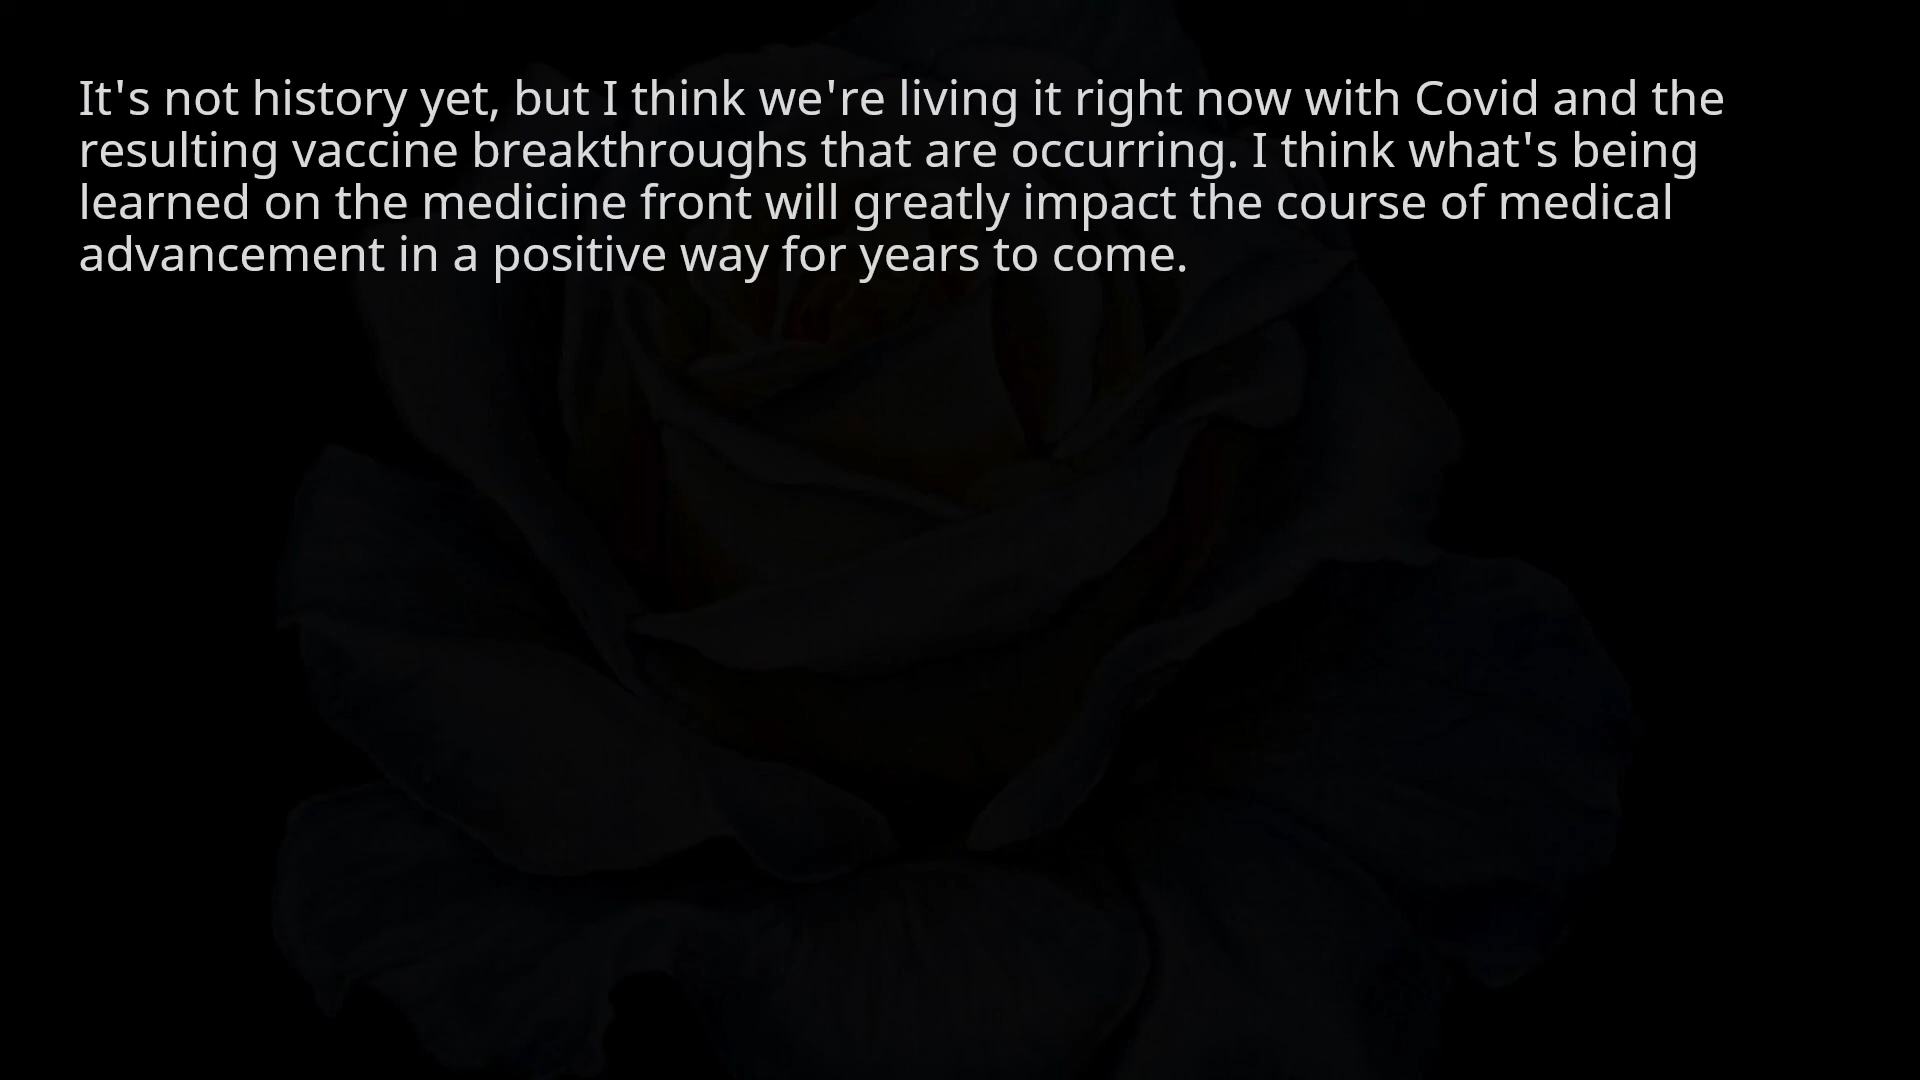 It's not history yet, but I think we're living it right now with Covid and the
resulting vaccine breakthroughs that are occurring. I think what's being
learned on the medicine front will greatly impact the course of medical
advancement in a positive way for years to come.